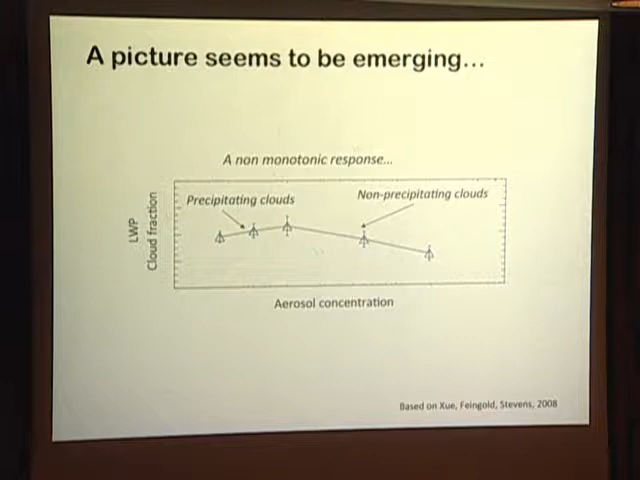 A picture seems to be emerging...
A non monotonic response...
Precipitating clouds
Non-precipitating clouds
LWP
Cloud fraction
Aerosol concentration
Based on Xue, Feingold, Stevens, 2008